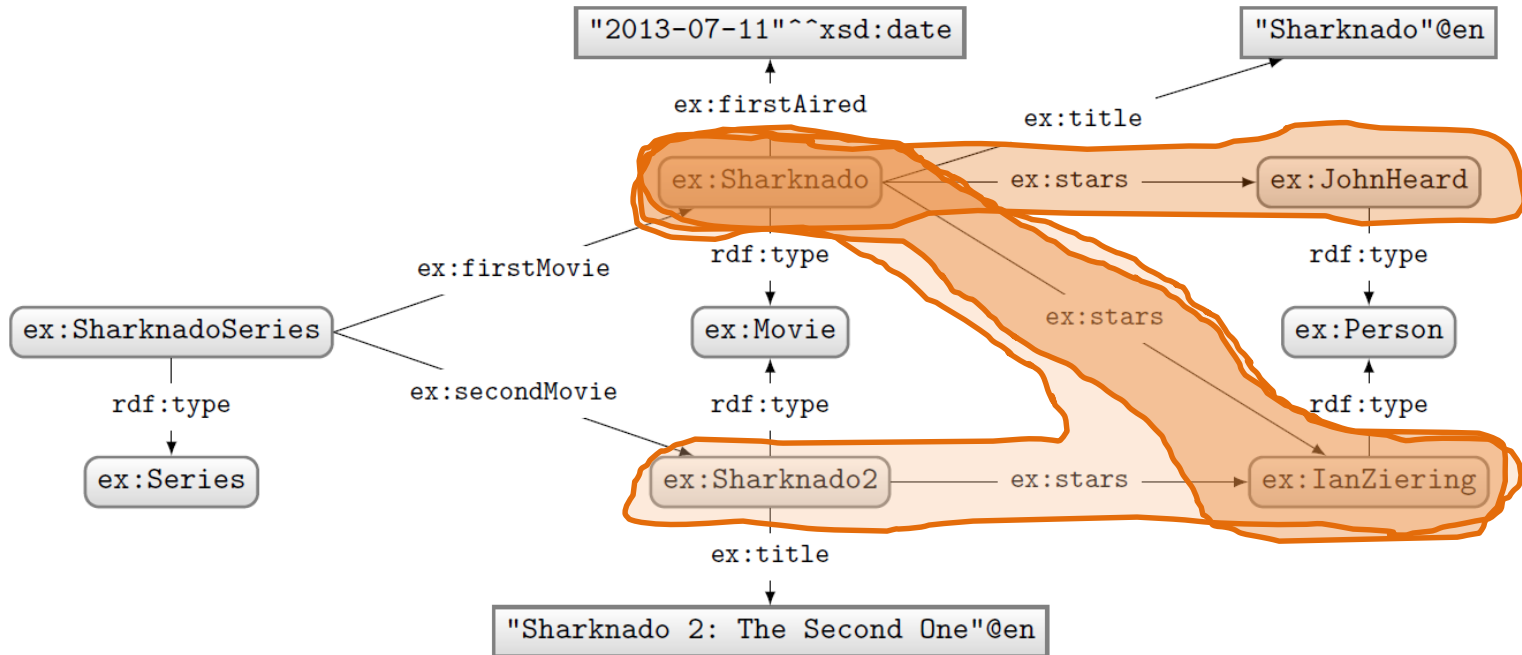 "2013-07-11"^^xsd:date
"Sharknado"@en
ex:firstAired
ex:title
ex:Sharknado
ex:stars
ex:JohnHeard
ex:firstMovie
rdf:type
rdf:type
ex:SharknadoSeries
ex:Movie
ex:stars
ex:Person
ex:secondMovie
rdf:type
rdf:type
rdf:type
ex:Series
ex:Sharknado2
ex:stars
ex:IanZiering
ex:title
"Sharknado 2: The Second One"@en